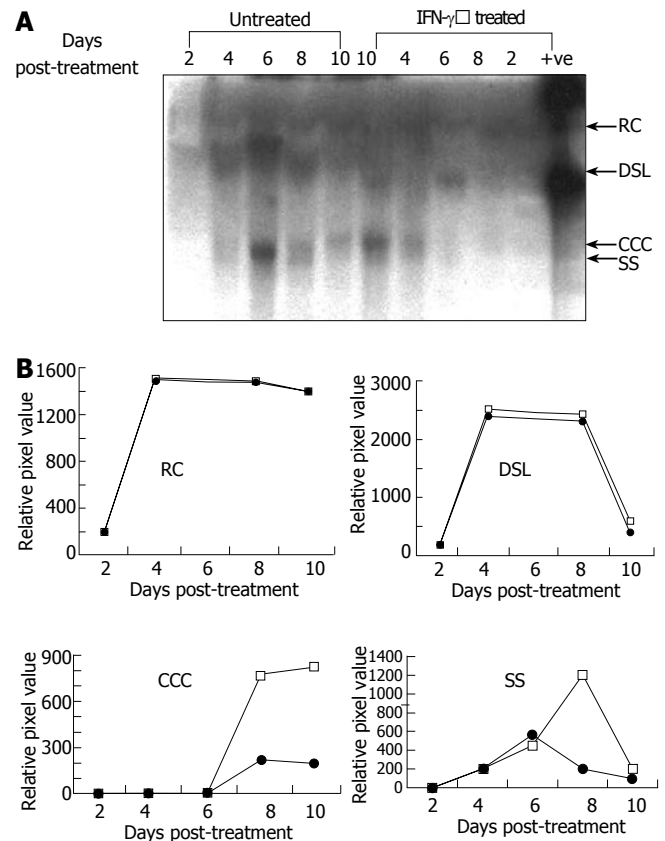 A
Untreated IFN-γ□ treated
Days post-treatment
2 4 6 8 10 10 4 6 8 2 +ve
RC
DSL
CCC
SS
B
Relative pixel value
1600
1200
800
400
0
RC
2 4 6 8 10
Days post-treatment
Relative pixel value
3000
2000
1000
0
DSL
2 4 6 8 10
Days post-treatment
Relative pixel value
900
600
300
0
CCC
2 4 6 8 10
Days post-treatment
Relative pixel value
1400
1200
1000
800
600
400
200
0
SS
2 4 6 8 10
Days post-treatment